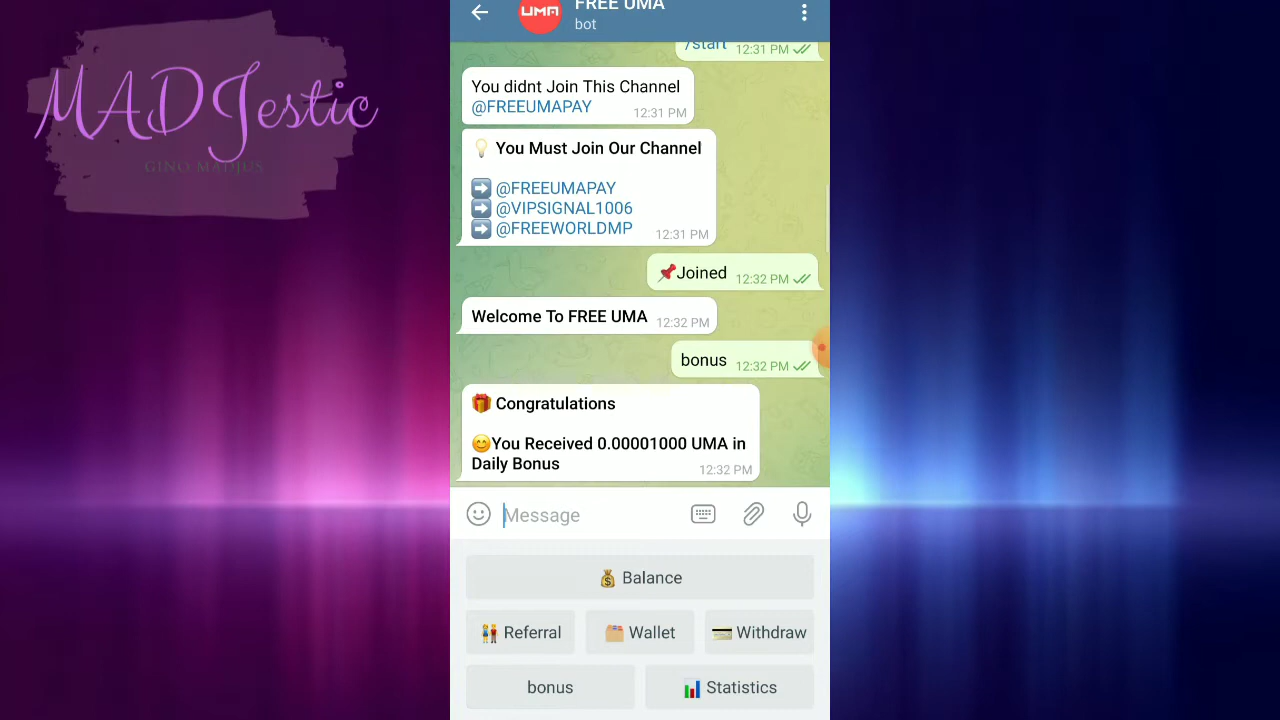 MADJestic
GINO MADJUS
UMA
FREE UMA
bot
/start 12:31 PM
You didnt Join This Channel
@FREEUMAPAY 12:31 PM
💡 You Must Join Our Channel
➡️ @FREEUMAPAY
➡️ @VIPSIGNAL1006
➡️ @FREEWORLDMP 12:31 PM
📌Joined 12:32 PM
Welcome To FREE UMA 12:32 PM
bonus 12:32 PM
🎁 Congratulations
😊You Received 0.00001000 UMA in
Daily Bonus 12:32 PM
Message
💰 Balance
👫 Referral
🗂 Wallet
💳 Withdraw
bonus
📊 Statistics